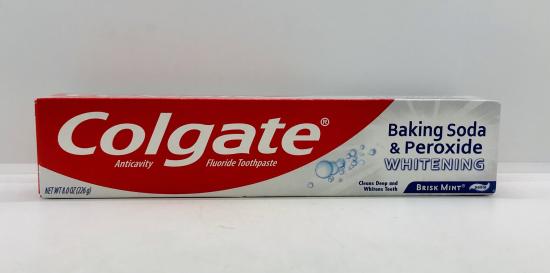 Colgate®
Anticavity Fluoride Toothpaste
NET WT 8.0 OZ (226 g)
Baking Soda
& Peroxide
WHITENING
Cleans Deep and
Whitens Teeth
BRISK MINT®